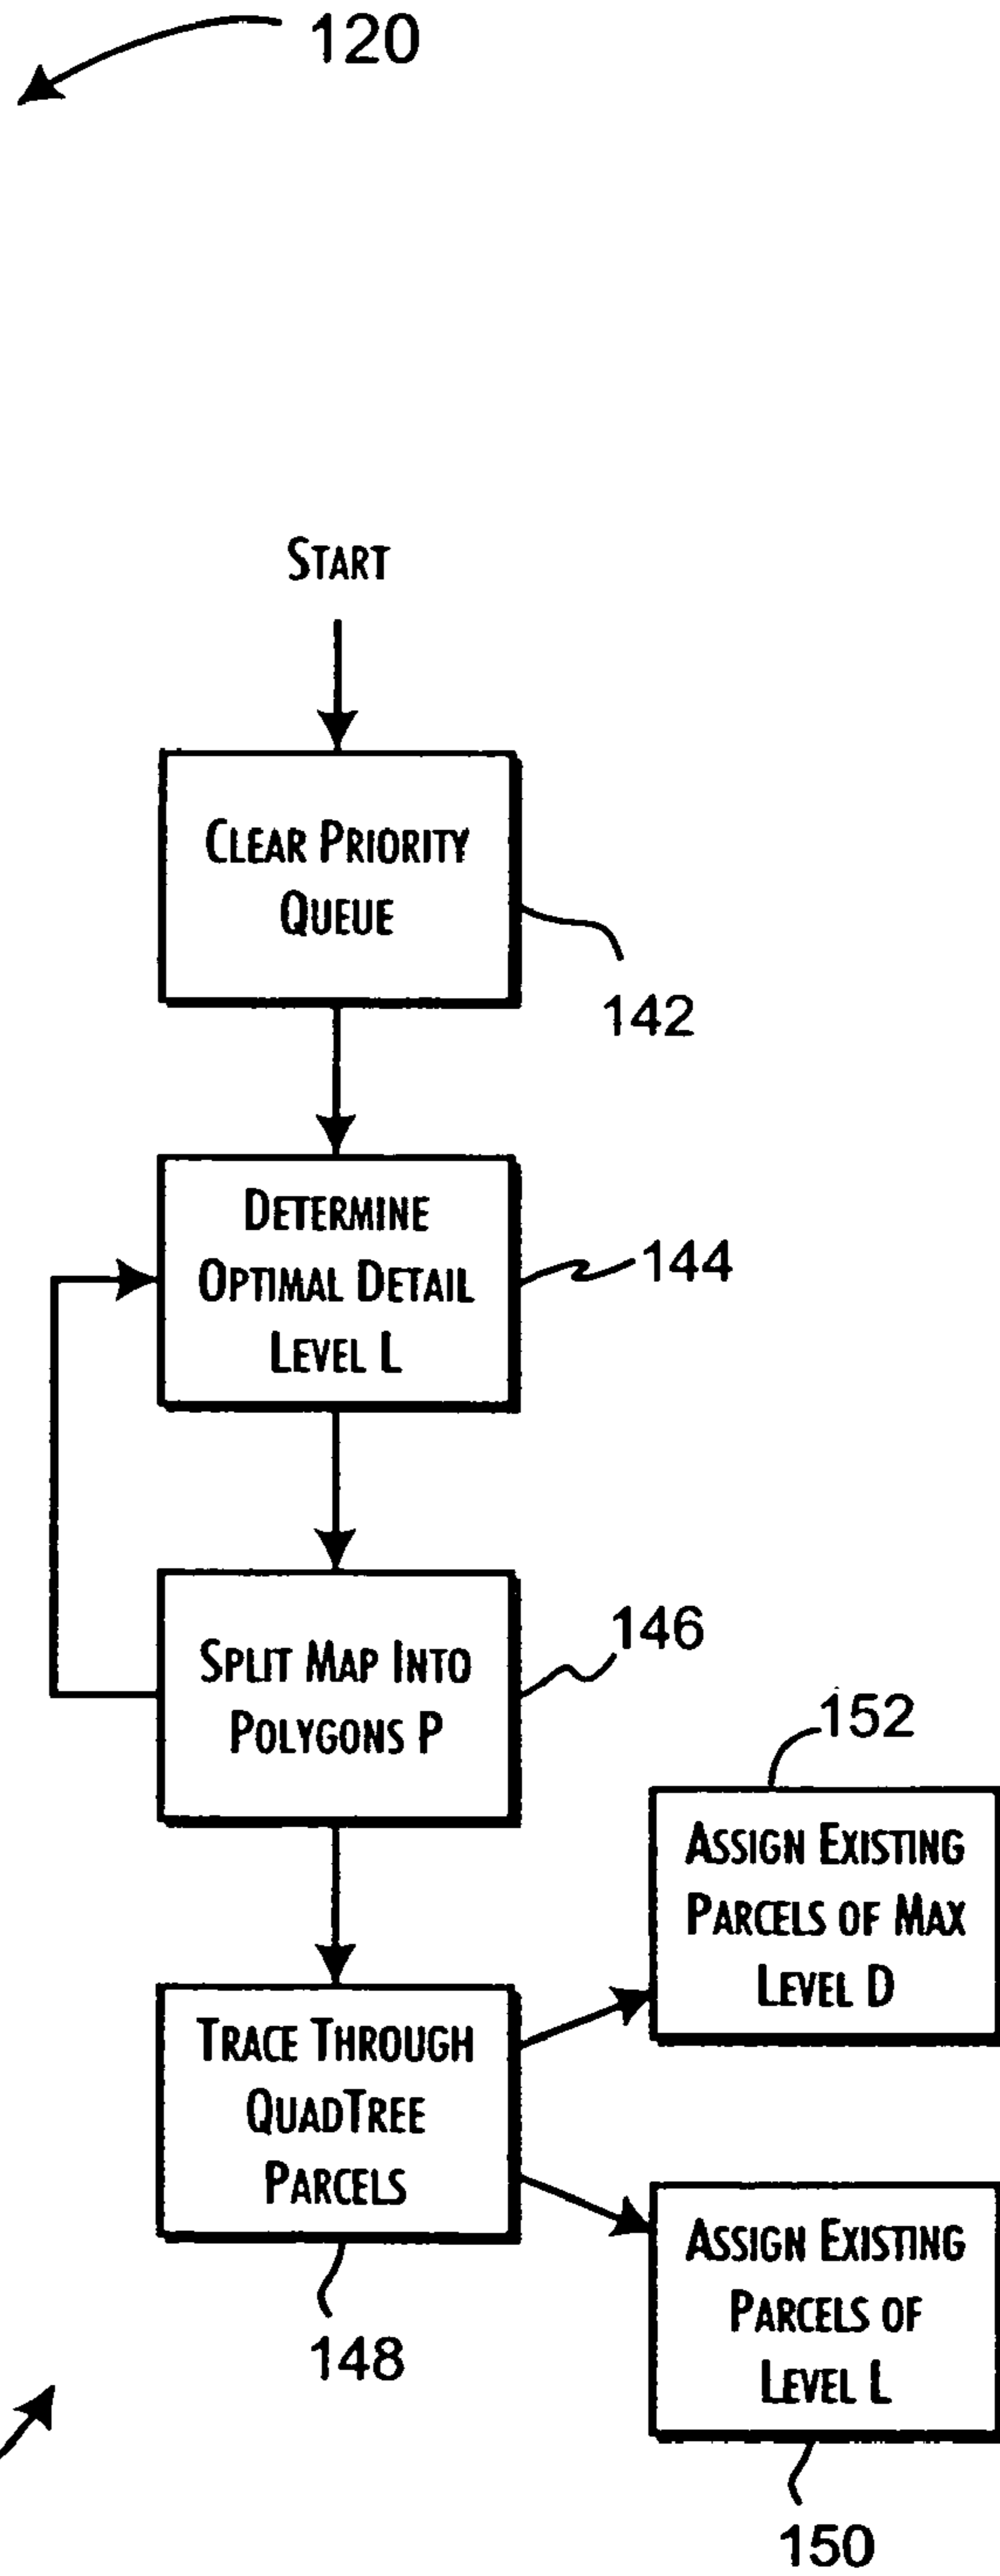 120
START
CLEAR PRIORITY
QUEUE
142
DETERMINE
OPTIMAL DETAIL
LEVEL L
144
SPLIT MAP INTO
POLYGONS P
146
TRACE THROUGH
QUADTREE
PARCELS
148
152
ASSIGN EXISTING
PARCELS OF MAX
LEVEL D
ASSIGN EXISTING
PARCELS OF
LEVEL L
150